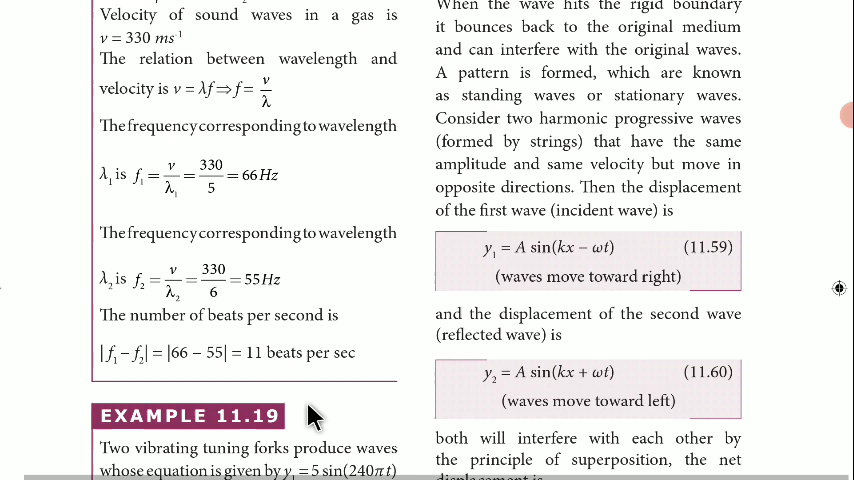 Velocity of sound waves in a gas is
v = 330 ms⁻¹
The relation between wavelength and
velocity is v = λf ⇒ f = v/λ
The frequency corresponding to wavelength
λ₁ is f₁ = v/λ₁ = 330/5 = 66 Hz
The frequency corresponding to wavelength
λ₂ is f₂ = v/λ₂ = 330/6 = 55 Hz
The number of beats per second is
|f₁ − f₂| = |66 − 55| = 11 beats per sec
EXAMPLE 11.19
Two vibrating tuning forks produce waves
whose equation is given by y₁ = 5 sin(240π t)
When the wave hits the rigid boundary
it bounces back to the original medium
and can interfere with the original waves.
A pattern is formed, which are known
as standing waves or stationary waves.
Consider two harmonic progressive waves
(formed by strings) that have the same
amplitude and same velocity but move in
opposite directions. Then the displacement
of the first wave (incident wave) is
y₁ = A sin(kx − ωt) (11.59)
(waves move toward right)
and the displacement of the second wave
(reflected wave) is
y₂ = A sin(kx + ωt) (11.60)
(waves move toward left)
both will interfere with each other by
the principle of superposition, the net
displacement is